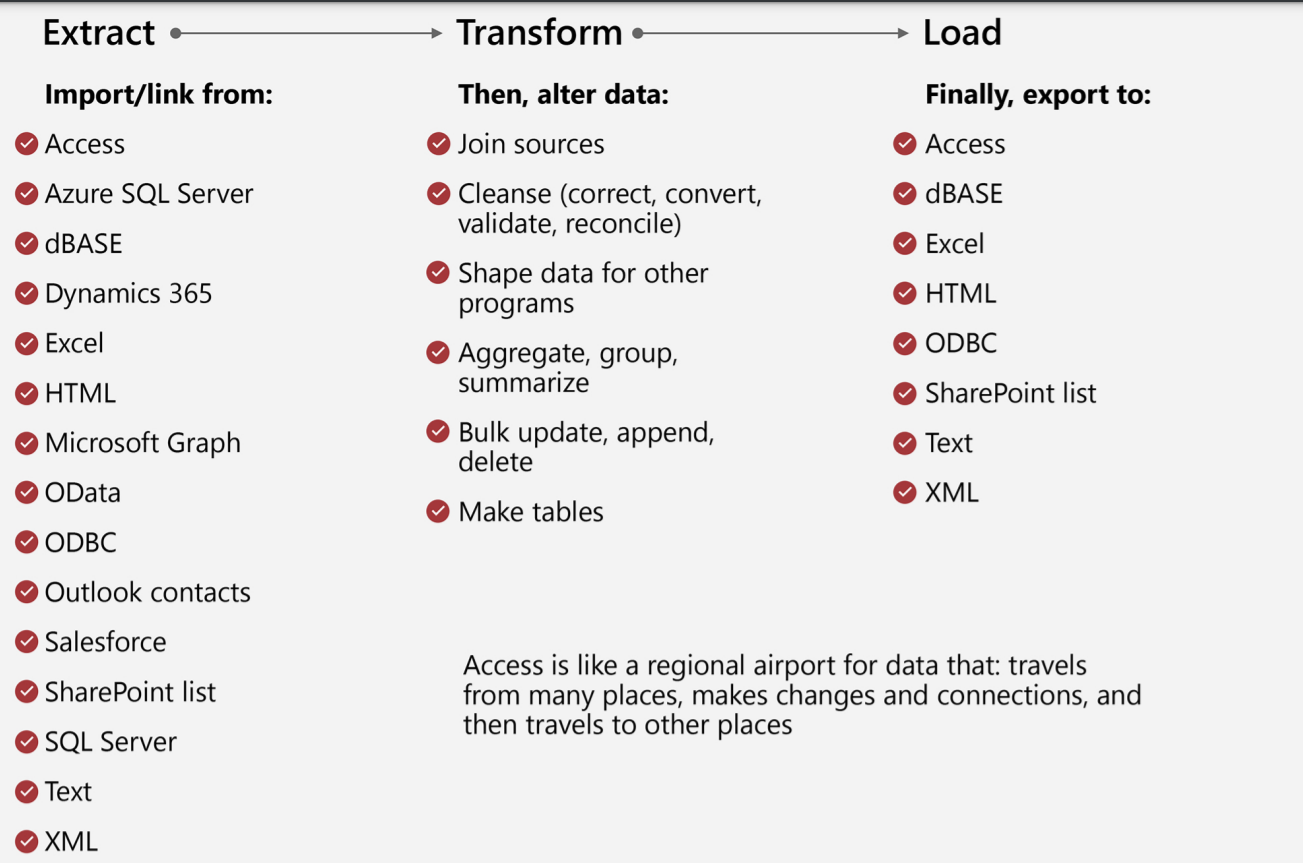 Extract
Transform
Load
Import/link from:
Access
Azure SQL Server
dBASE
Dynamics 365
Excel
HTML
Microsoft Graph
OData
ODBC
Outlook contacts
Salesforce
SharePoint list
SQL Server
Text
XML
Then, alter data:
Join sources
Cleanse (correct, convert,
validate, reconcile)
Shape data for other
programs
Aggregate, group,
summarize
Bulk update, append,
delete
Make tables
Finally, export to:
Access
dBASE
Excel
HTML
ODBC
SharePoint list
Text
XML
Access is like a regional airport for data that: travels
from many places, makes changes and connections, and
then travels to other places